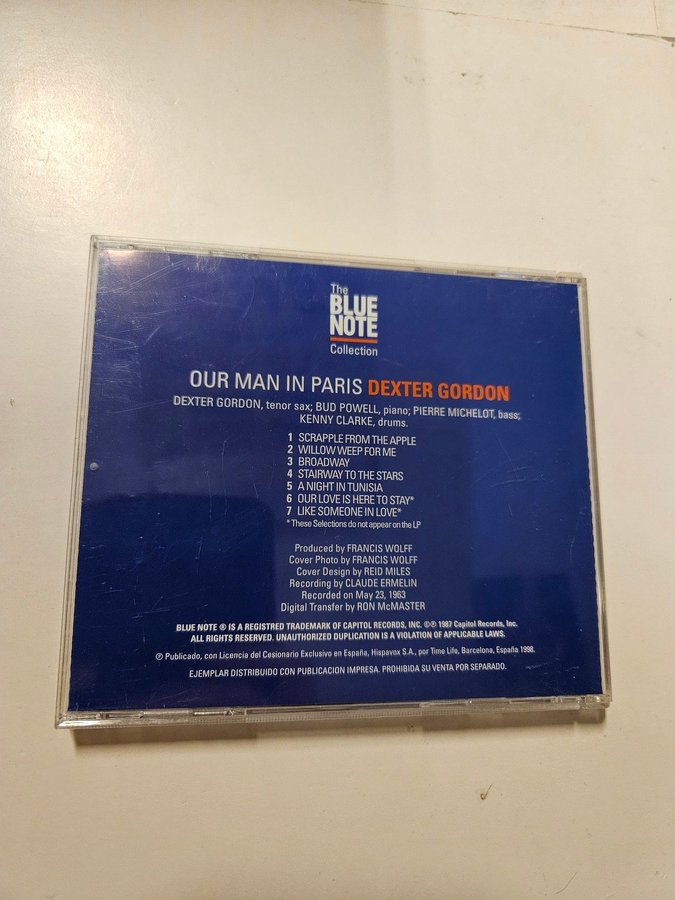 The
BLUE
NOTE
Collection
OUR MAN IN PARIS DEXTER GORDON
DEXTER GORDON, tenor sax; BUD POWELL, piano; PIERRE MICHELOT, bass;
KENNY CLARKE, drums.
1 SCRAPPLE FROM THE APPLE
2 WILLOW WEEP FOR ME
3 BROADWAY
4 STAIRWAY TO THE STARS
5 A NIGHT IN TUNISIA
6 OUR LOVE IS HERE TO STAY*
7 LIKE SOMEONE IN LOVE*
* These Selections do not appear on the LP
Produced by FRANCIS WOLFF
Cover Photo by FRANCIS WOLFF
Cover Design by REID MILES
Recording by CLAUDE ERMELIN
Recorded on May 23, 1963
Digital Transfer by RON McMASTER
BLUE NOTE ® IS A REGISTRED TRADEMARK OF CAPITOL RECORDS, INC. ©℗ 1987 Capitol Records, Inc.
ALL RIGHTS RESERVED. UNAUTHORIZED DUPLICATION IS A VIOLATION OF APPLICABLE LAWS.
℗ Publicado, con Licencia del Cesionario Exclusivo en España, Hispavox S.A., por Time Life, Barcelona, España 1998.
EJEMPLAR DISTRIBUIDO CON PUBLICACION IMPRESA. PROHIBIDA SU VENTA POR SEPARADO.